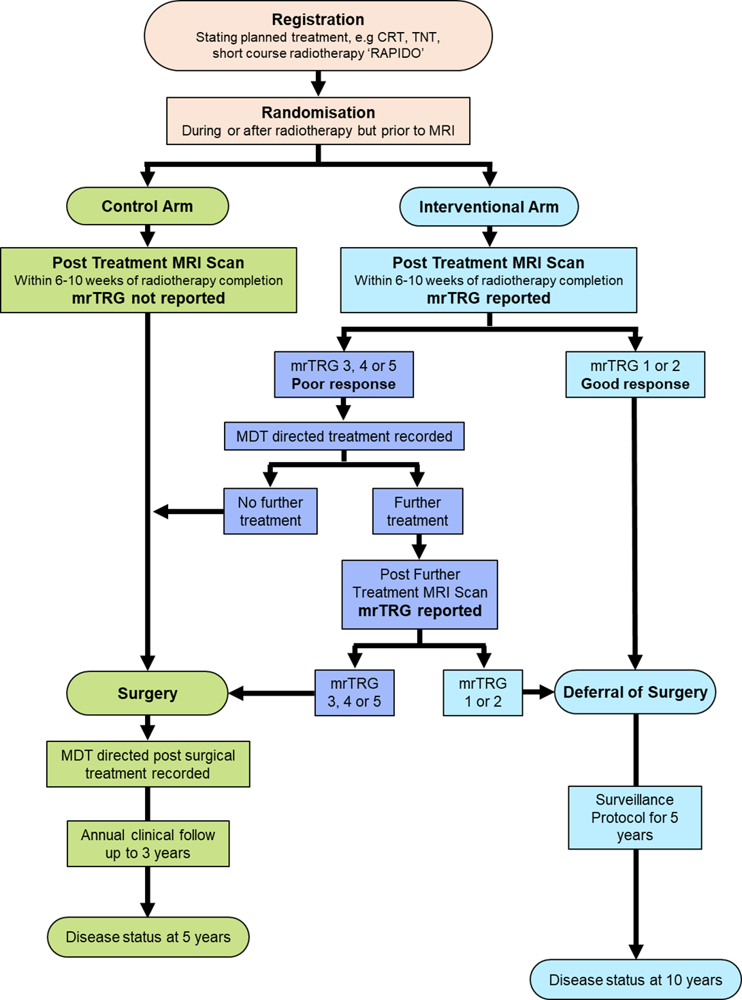 Registration
Stating planned treatment, e.g CRT, TNT,
short course radiotherapy ‘RAPIDO’
Randomisation
During or after radiotherapy but prior to MRI
Control Arm
Interventional Arm
Post Treatment MRI Scan
Within 6-10 weeks of radiotherapy completion
mrTRG not reported
Post Treatment MRI Scan
Within 6-10 weeks of radiotherapy completion
mrTRG reported
mrTRG 3, 4 or 5
Poor response
mrTRG 1 or 2
Good response
MDT directed treatment recorded
No further
treatment
Further
treatment
Post Further
Treatment MRI Scan
mrTRG reported
Surgery
mrTRG
3, 4 or 5
mrTRG
1 or 2
Deferral of Surgery
MDT directed post surgical
treatment recorded
Surveillance
Protocol for 5
years
Annual clinical follow
up to 3 years
Disease status at 5 years
Disease status at 10 years